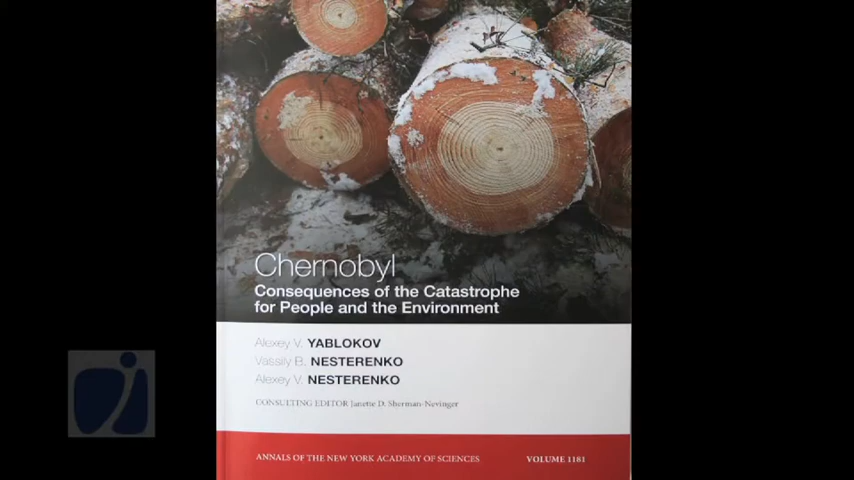 Chernobyl
Consequences of the Catastrophe
for People and the Environment
Alexey V. YABLOKOV
Vassily B. NESTERENKO
Alexey V. NESTERENKO
CONSULTING EDITOR Janette D. Sherman-Nevinger
ANNALS OF THE NEW YORK ACADEMY OF SCIENCES VOLUME 1181